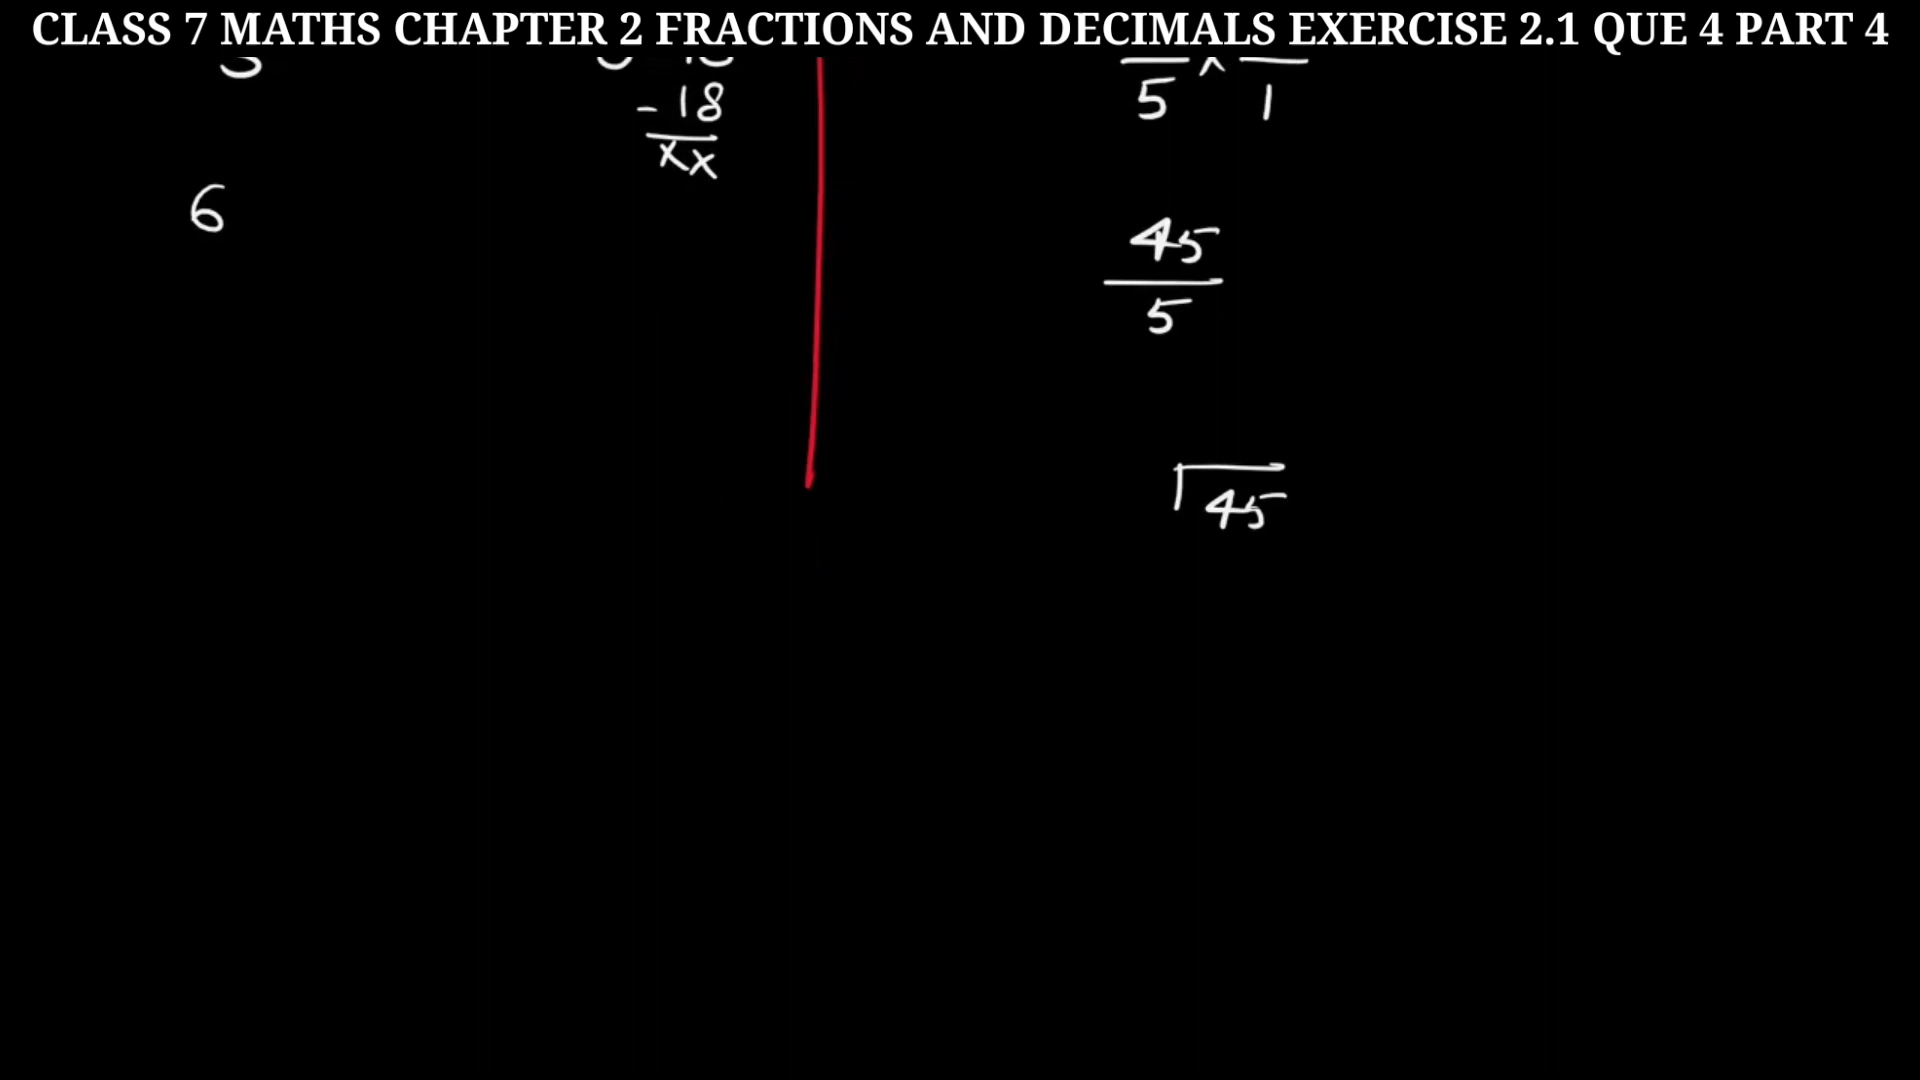 CLASS 7 MATHS CHAPTER 2 FRACTIONS AND DECIMALS EXERCISE 2.1 QUE 4 PART 4
- 18
xx
6
5 × 1
45
5
45